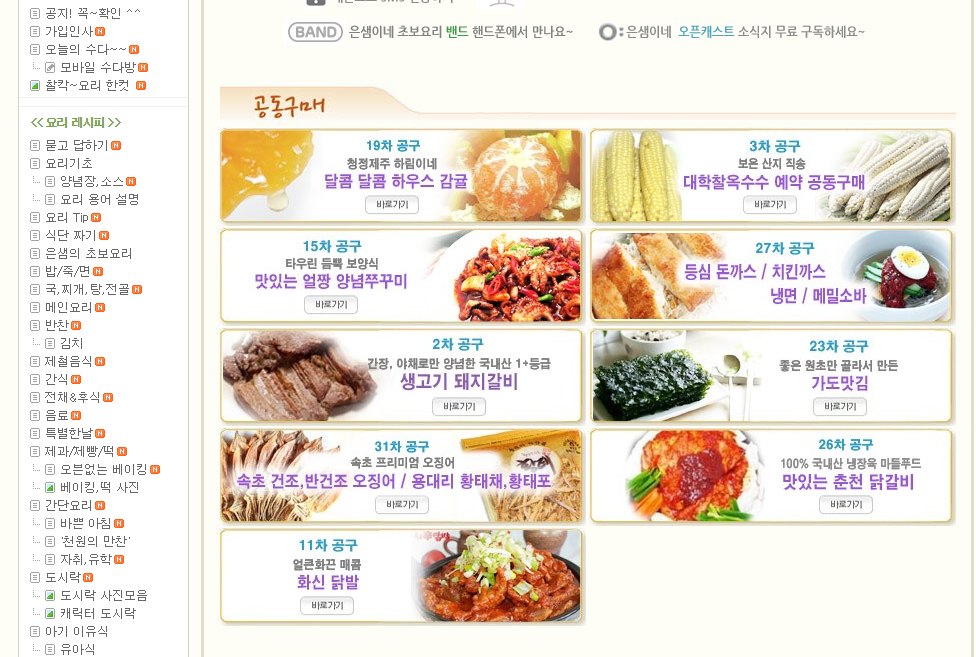 공지! 꼭~확인 ^^
가입인사 N
오늘의 수다~~ N
모바일 수다방 N
찰칵~요리 한컷 N
<< 요리 레시피 >>
묻고 답하기 N
요리기초
양념장,소스 N
요리 용어 설명
요리 Tip N
식단 짜기 N
은샘의 초보요리
밥/죽/면 N
국,찌개,탕,전골 N
메인요리 N
반찬 N
김치
제철음식 N
간식 N
전채&후식 N
음료 N
특별한날 N
제과/제빵/떡 N
오븐없는 베이킹 N
베이킹,떡 사진
간단요리 N
바쁜 아침 N
'천원의 만찬'
자취,유학 N
도시락 N
도시락 사진모음
캐릭터 도시락
아기 이유식
유아식
BAND 은샘이네 초보요리 밴드 핸드폰에서 만나요~
은샘이네 오픈캐스트 소식지 무료 구독하세요~
공동구매
19차 공구
청정제주 하림이네
달콤 달콤 하우스 감귤
바로가기
3차 공구
보은 산지 직송
대학찰옥수수 예약 공동구매
바로가기
15차 공구
타우린 듬뿍 보양식
맛있는 얼짱 양념쭈꾸미
바로가기
27차 공구
등심 돈까스 / 치킨까스
냉면 / 메밀소바
2차 공구
간장, 야채로만 양념한 국내산 1+등급
생고기 돼지갈비
바로가기
23차 공구
좋은 원초만 골라서 만든
가도맛김
바로가기
31차 공구
속초 프리미엄 오징어
속초 건조,반건조 오징어 / 용대리 황태채,황태포
바로가기
26차 공구
100% 국내산 냉장육 마들푸드
맛있는 춘천 닭갈비
바로가기
11차 공구
얼큰화끈 매콤
화신 닭발
바로가기